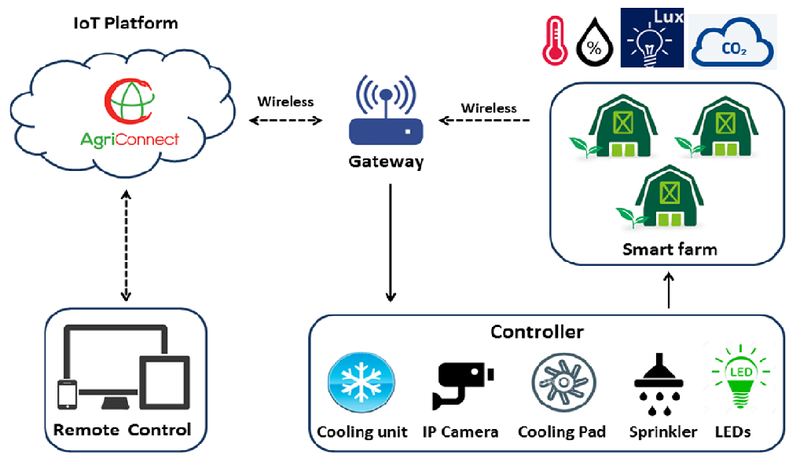 IoT Platform
Lux
%
CO₂
AgriConnect
Wireless
Wireless
Gateway
Smart farm
Controller
LED
Remote Control
Cooling unit
IP Camera
Cooling Pad
Sprinkler
LEDs